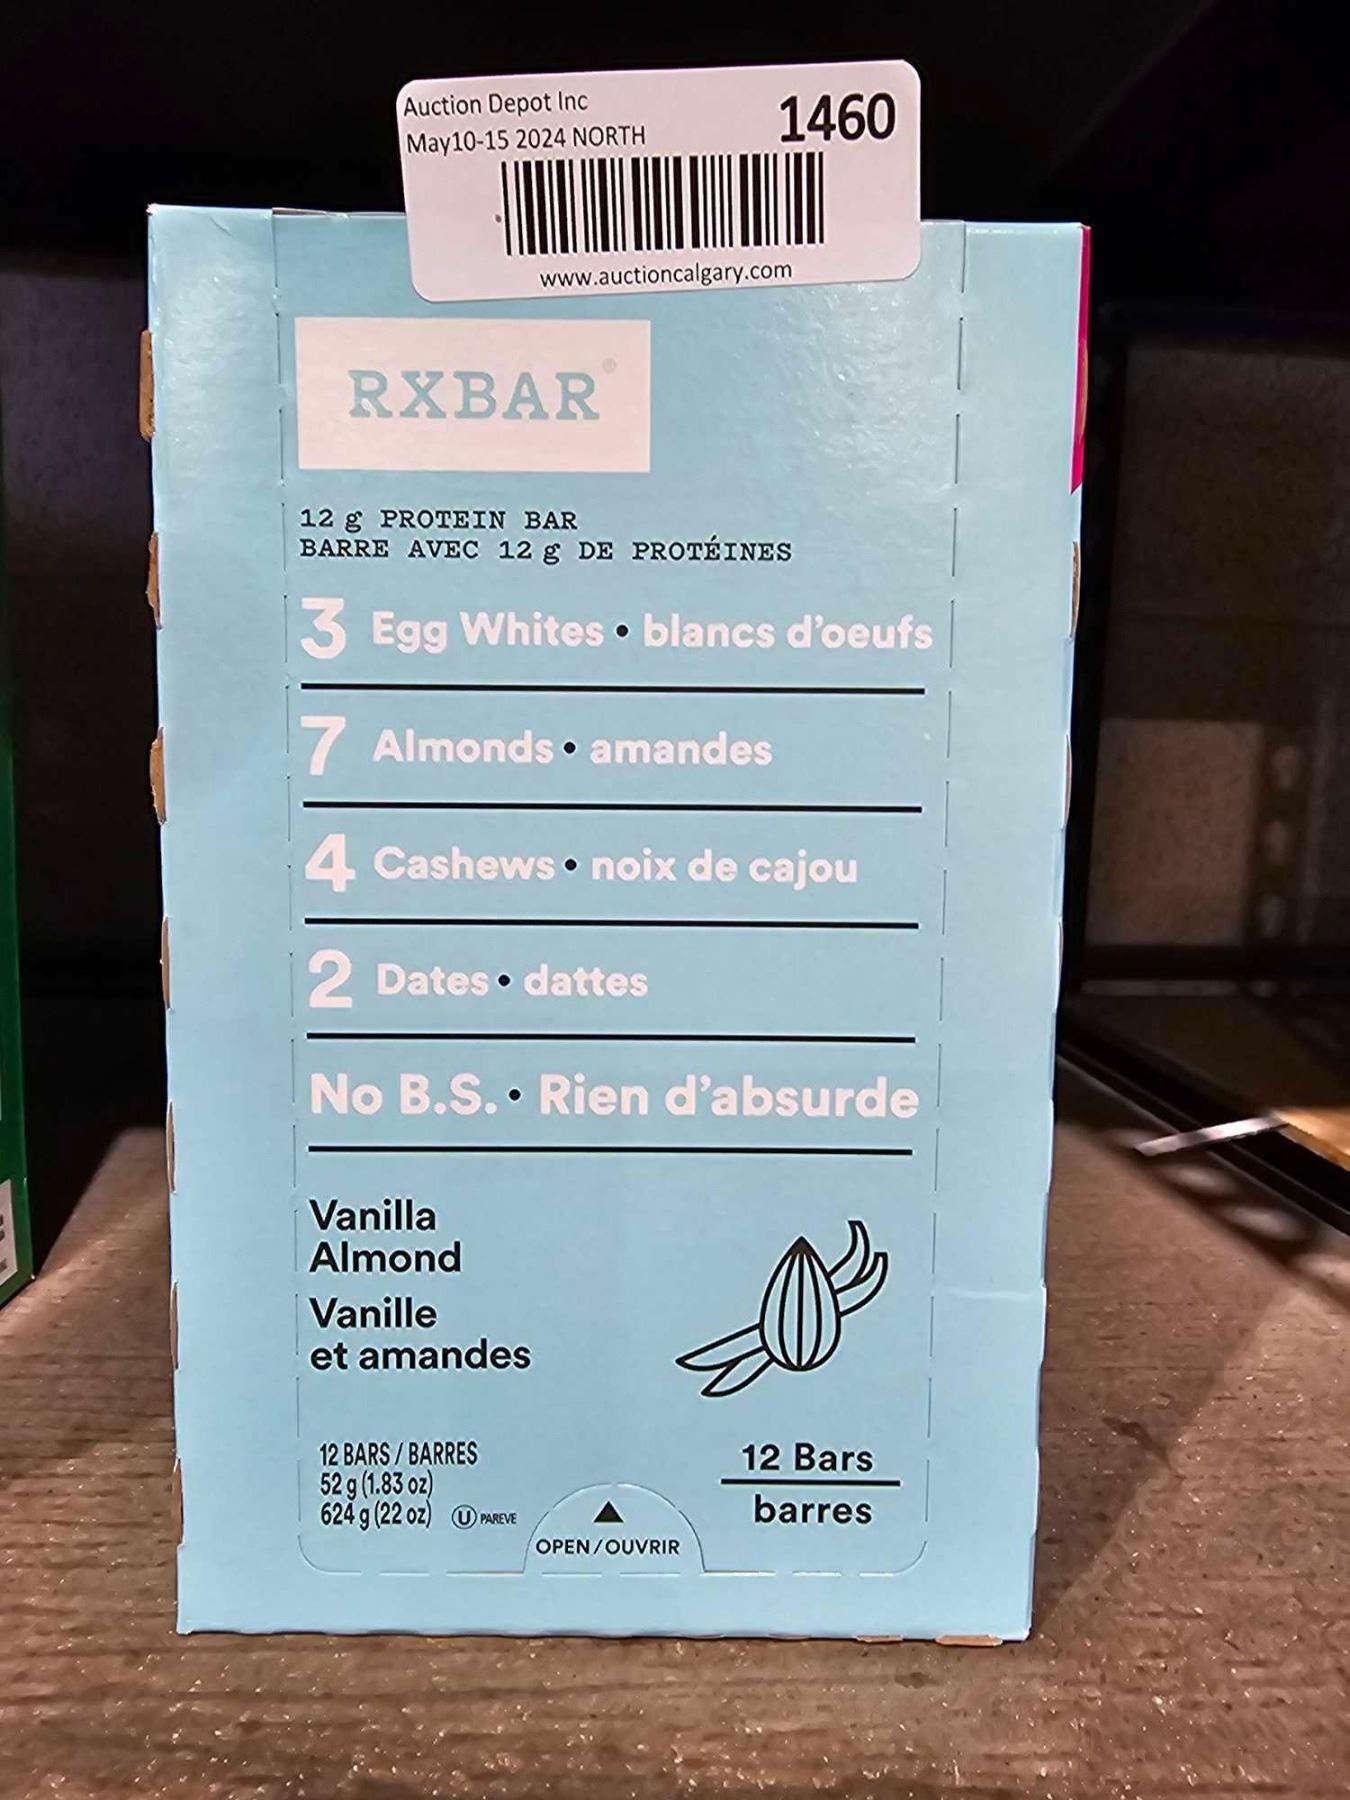 Auction Depot Inc
May10-15 2024 NORTH
1460
www.auctioncalgary.com
RXBAR®
12 g PROTEIN BAR
BARRE AVEC 12 g DE PROTÉINES
3 Egg Whites • blancs d'oeufs
7 Almonds • amandes
4 Cashews • noix de cajou
2 Dates • dattes
No B.S. • Rien d'absurde
Vanilla
Almond
Vanille
et amandes
12 BARS / BARRES
52 g (1.83 oz)
624 g (22 oz) U PAREVE
OPEN/OUVRIR
12 Bars
barres